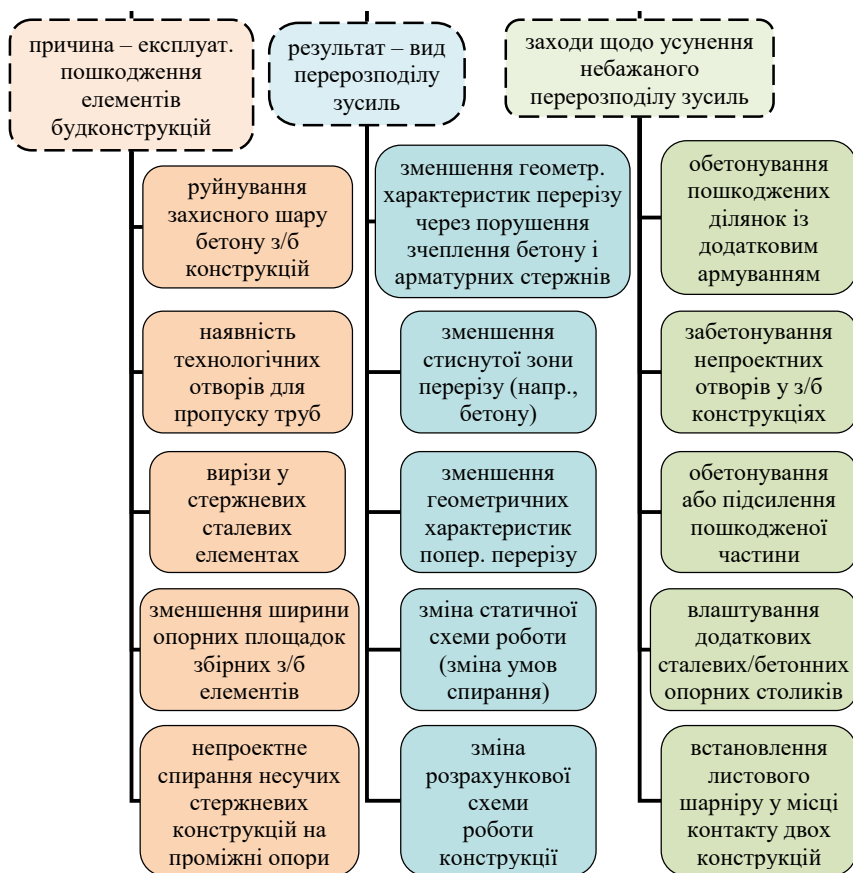 причина – експлуат.
пошкодження
елементів
будконструкцій
результат – вид
перерозподілу
зусиль
заходи щодо усунення
небажаного
перерозподілу зусиль
руйнування
захисного шару
бетону з/б
конструкцій
зменшення геометр.
характеристик перерізу
через порушення
зчеплення бетону і
арматурних стержнів
обетонування
пошкоджених
ділянок із
додатковим
армуванням
наявність
технологічних
отворів для
пропуску труб
зменшення
стиснутої зони
перерізу (напр.,
бетону)
забетонування
непроектних
отворів у з/б
конструкціях
вирізи у
стержневих
сталевих
елементах
зменшення
геометричних
характеристик
попер. перерізу
обетонування
або підсилення
пошкодженої
частини
зменшення ширини
опорних площадок
збірних з/б
елементів
зміна статичної
схеми роботи
(зміна умов
спирання)
влаштування
додаткових
сталевих/бетонних
опорних столиків
непроектне
спирання несучих
стержневих
конструкцій на
проміжні опори
зміна
розрахункової
схеми
роботи
конструкції
встановлення
листового
шарніру у місці
контакту двох
конструкцій